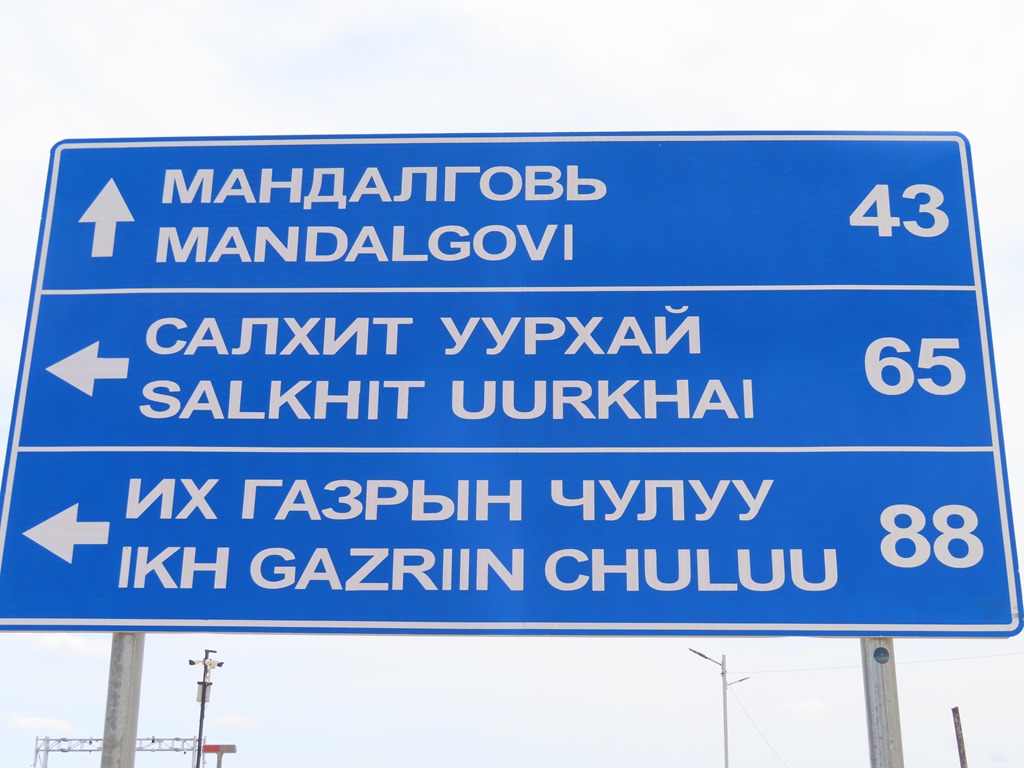 МАНДАЛГОВЬ 43
MANDALGOVI
САЛХИТ УУРХАЙ 65
SALKHIT UURKHAI
ИХ ГАЗРЫН ЧУЛУУ 88
IKH GAZRIIN CHULUU